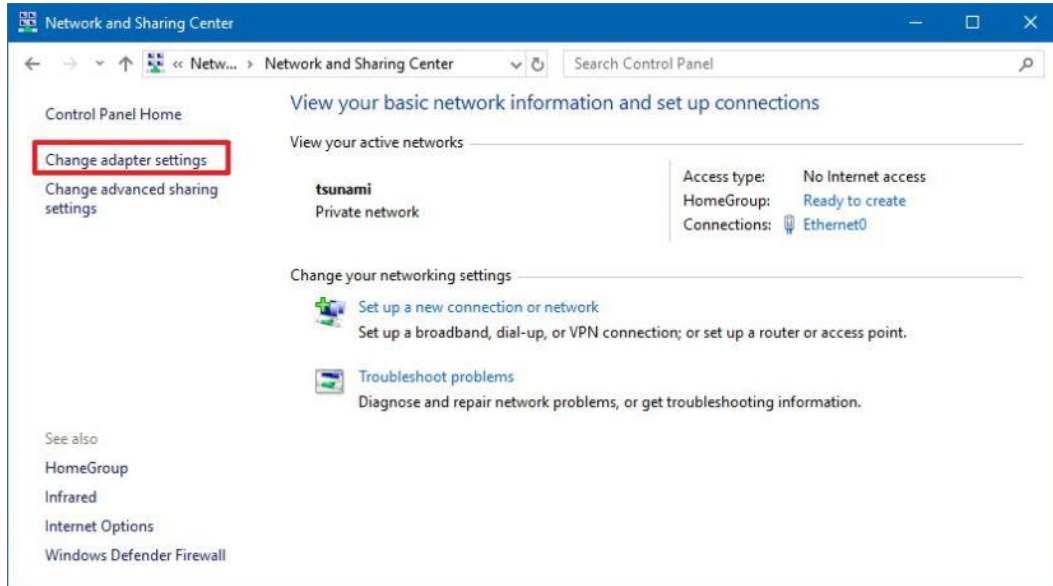 Network and Sharing Center
« Netw... › Network and Sharing Center
Search Control Panel
Control Panel Home
Change adapter settings
Change advanced sharing
settings
View your basic network information and set up connections
View your active networks
tsunami
Private network
Access type: No Internet access
HomeGroup: Ready to create
Connections: Ethernet0
Change your networking settings
Set up a new connection or network
Set up a broadband, dial-up, or VPN connection; or set up a router or access point.
Troubleshoot problems
Diagnose and repair network problems, or get troubleshooting information.
See also
HomeGroup
Infrared
Internet Options
Windows Defender Firewall